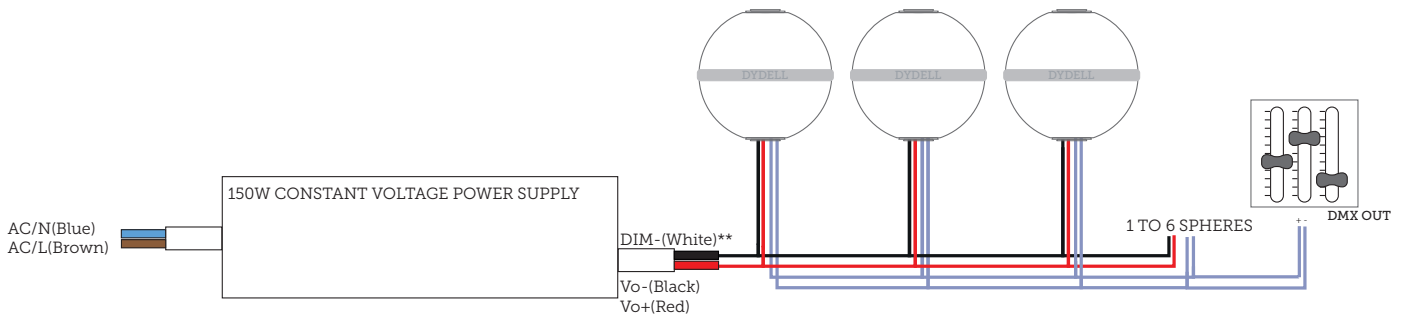 DYDELL DYDELL DYDELL
150W CONSTANT VOLTAGE POWER SUPPLY
AC/N(Blue)
AC/L(Brown)
DIM-(White)**
Vo-(Black)
Vo+(Red)
1 TO 6 SPHERES
+ -
DMX OUT